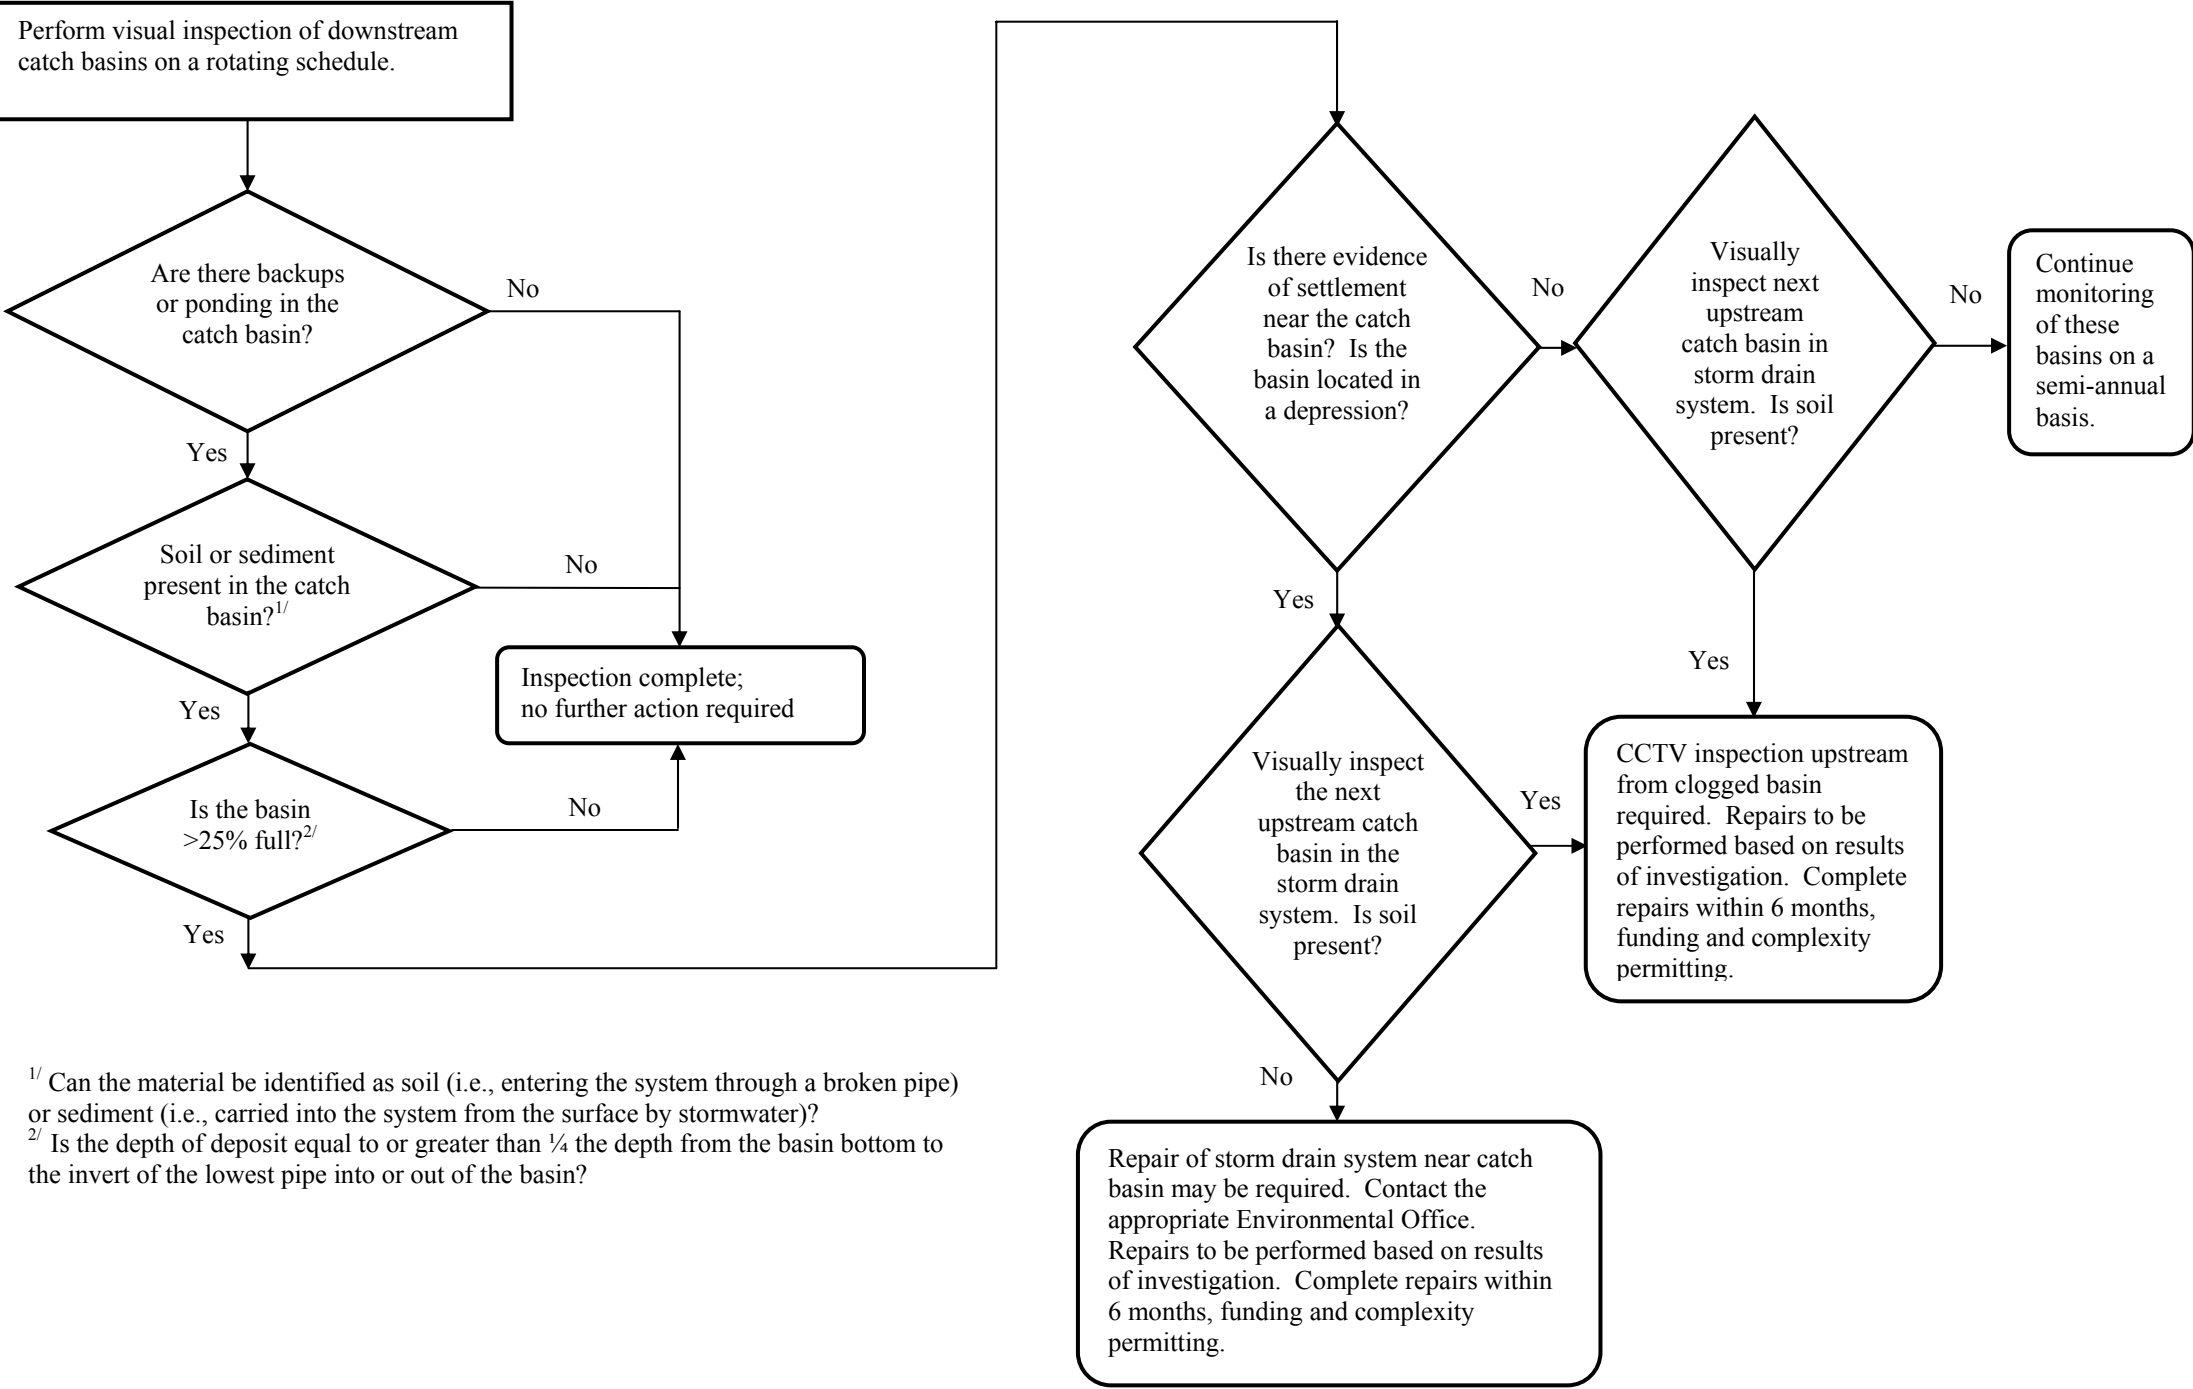 Perform visual inspection of downstream
catch basins on a rotating schedule.
Are there backups
or ponding in the
catch basin?
No
Yes
Soil or sediment
present in the catch
basin?1/
No
Yes
Inspection complete;
no further action required
Is the basin
>25% full?2/
No
Yes
Is there evidence
of settlement
near the catch
basin?  Is the
basin located in
a depression?
No
Yes
Visually
inspect next
upstream
catch basin in
storm drain
system.  Is soil
present?
No
Yes
Continue
monitoring
of these
basins on a
semi-annual
basis.
Visually inspect
the next
upstream catch
basin in the
storm drain
system.  Is soil
present?
Yes
No
CCTV inspection upstream
from clogged basin
required.  Repairs to be
performed based on results
of investigation.  Complete
repairs within 6 months,
funding and complexity
permitting.
Repair of storm drain system near catch
basin may be required.  Contact the
appropriate Environmental Office.
Repairs to be performed based on results
of investigation.  Complete repairs within
6 months, funding and complexity
permitting.
1/ Can the material be identified as soil (i.e., entering the system through a broken pipe)
or sediment (i.e., carried into the system from the surface by stormwater)?
2/ Is the depth of deposit equal to or greater than ¼ the depth from the basin bottom to
the invert of the lowest pipe into or out of the basin?